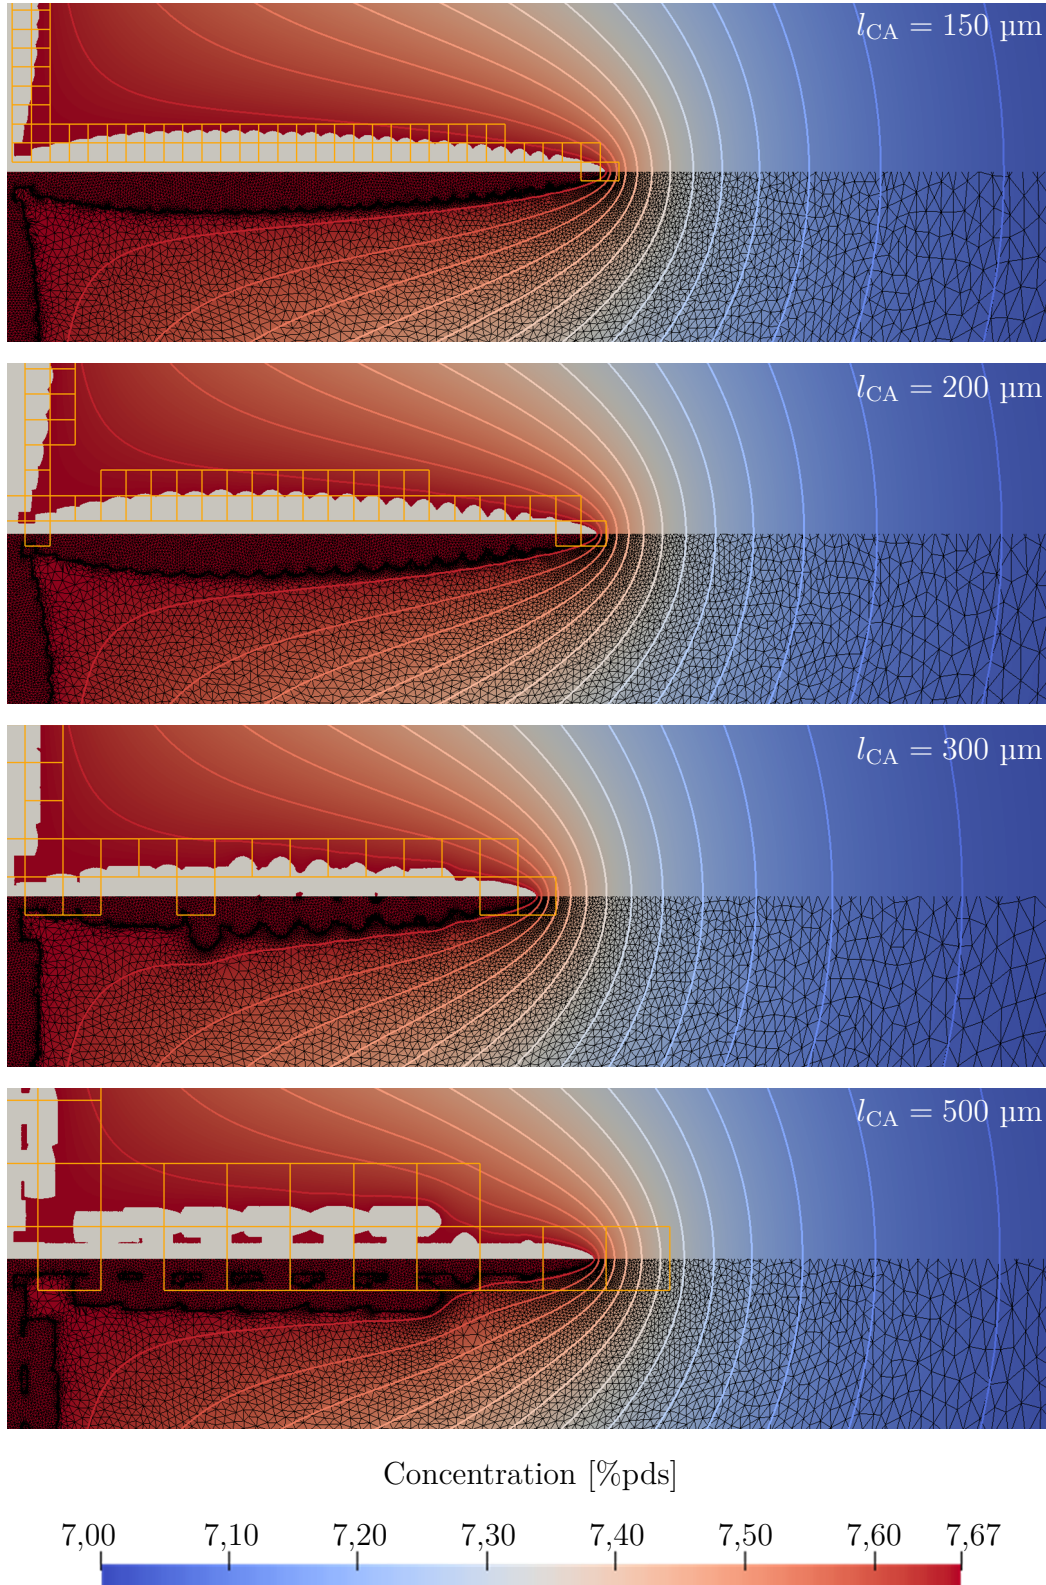 l_CA = 150 µm
l_CA = 200 µm
l_CA = 300 µm
l_CA = 500 µm
Concentration [%pds]
7,00 7,10 7,20 7,30 7,40 7,50 7,60 7,67